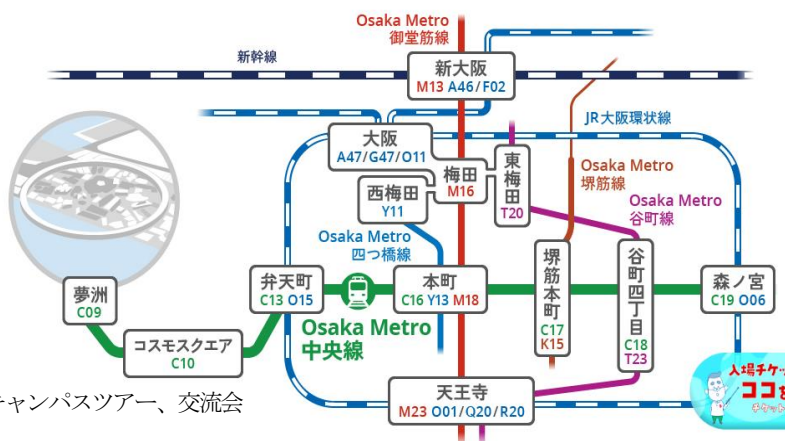 Osaka Metro
御堂筋線
新幹線
新大阪
M13 A46/F02
JR大阪環状線
大阪
A47/G47/O11
梅田
M16
東梅田
T20
Osaka Metro
堺筋線
西梅田
Y11
Osaka Metro
谷町線
Osaka Metro
四つ橋線
夢洲
C09
弁天町
C13 O15
本町
C16 Y13 M18
堺筋本町
C17
K15
谷町四丁目
C18
T23
森ノ宮
C19 O06
Osaka Metro
中央線
コスモスクエア
C10
天王寺
M23 O01/Q20/R20
キャンパスツアー、交流会
入場チケッ
ココ
チケット